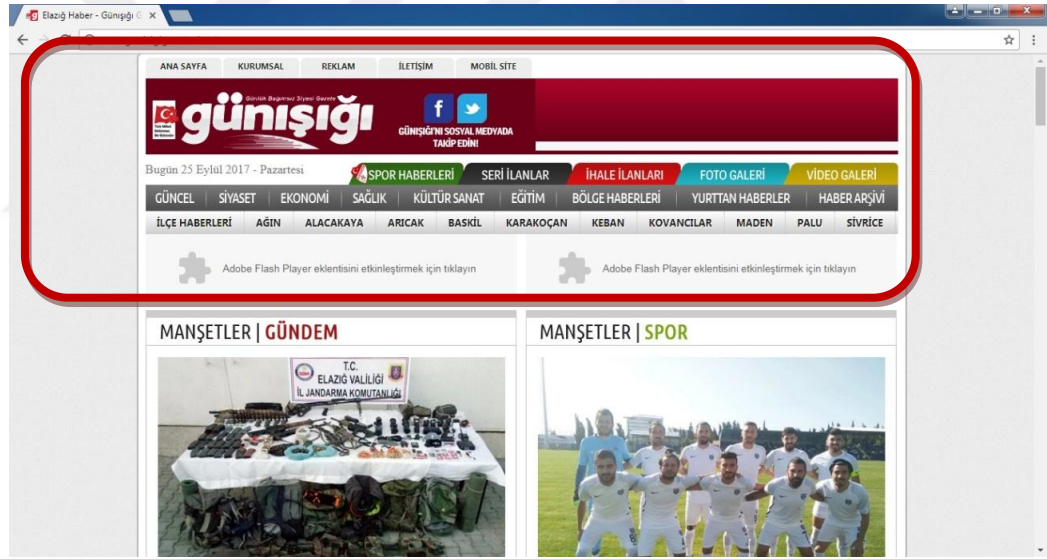 Elazığ Haber - Günışığı G
ANA SAYFA KURUMSAL REKLAM İLETİŞİM MOBİL SİTE
Günlük Bağımsız Siyasi Gazete
günışığı
GÜNIŞIĞI'NI SOSYAL MEDYADA
TAKİP EDİN!
Bugün 25 Eylül 2017 - Pazartesi
SPOR HABERLERİ SERİ İLANLAR İHALE İLANLARI FOTO GALERİ VİDEO GALERİ
GÜNCEL SİYASET EKONOMİ SAĞLIK KÜLTÜR SANAT EĞİTİM BÖLGE HABERLERİ YURTTAN HABERLER HABER ARŞİVİ
İLÇE HABERLERİ AĞIN ALACAKAYA ARICAK BASKİL KARAKOÇAN KEBAN KOVANCILAR MADEN PALU SİVRİCE
Adobe Flash Player eklentisini etkinleştirmek için tıklayın
Adobe Flash Player eklentisini etkinleştirmek için tıklayın
MANŞETLER | GÜNDEM
MANŞETLER | SPOR
T.C.
ELAZIĞ VALİLİĞİ
İL JANDARMA KOMUTANLIĞI